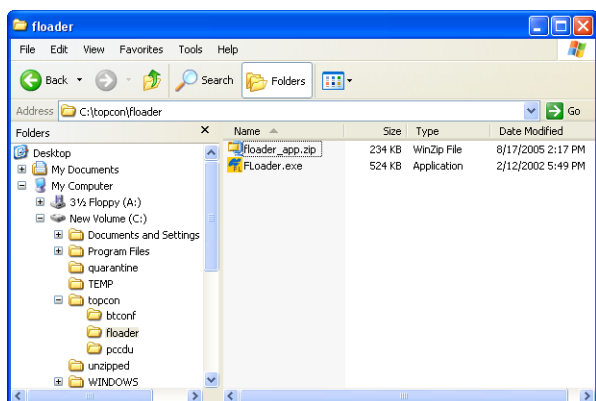 floader
File Edit View Favorites Tools Help
Back Search Folders
Address C:\topcon\floader Go
Folders x Name Size Type Date Modified
Desktop
My Documents
My Computer
3½ Floppy (A:)
New Volume (C:)
Documents and Settings
Program Files
quarantine
TEMP
topcon
btconf
floader
pccdu
unzipped
WINDOWS
floader_app.zip 234 KB WinZip File 8/17/2005 2:17 PM
FLoader.exe 524 KB Application 2/12/2002 5:49 PM